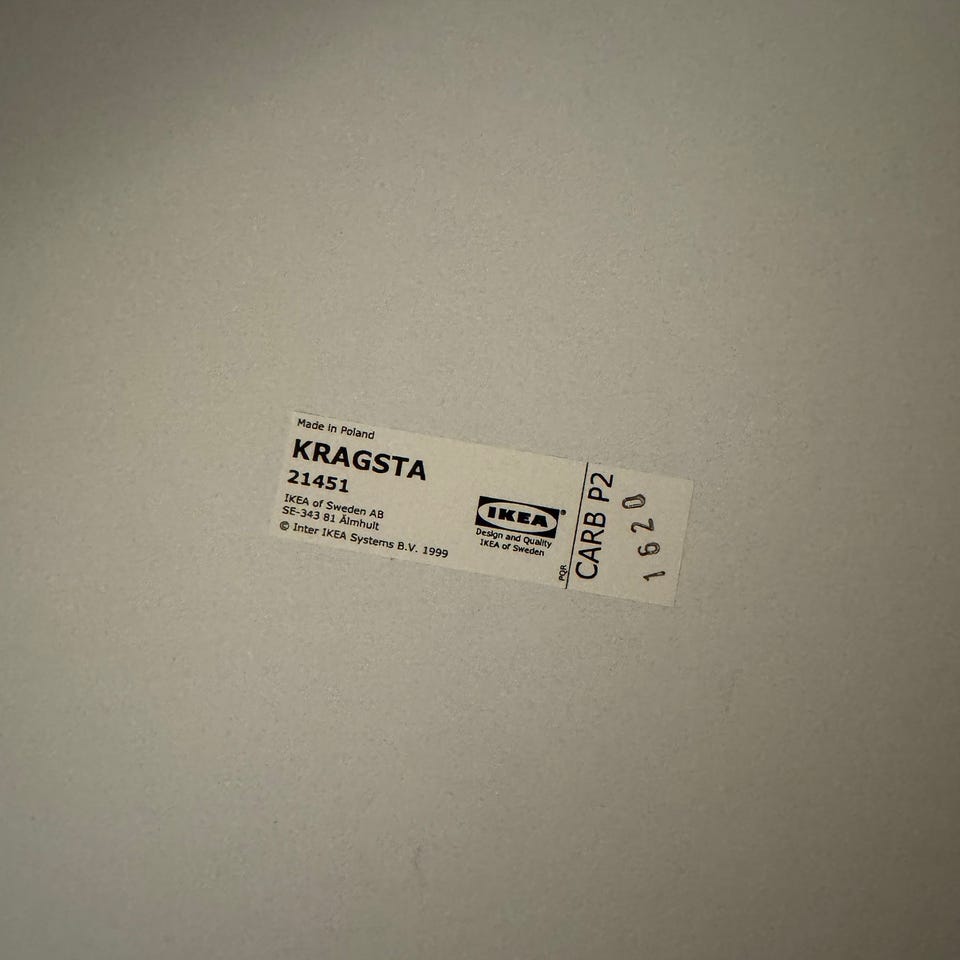 Made in Poland
KRAGSTA
21451
IKEA of Sweden AB
SE-343 81 Älmhult
© Inter IKEA Systems B.V. 1999
IKEA®
Design and Quality
IKEA of Sweden
PQR
CARB P2
1620